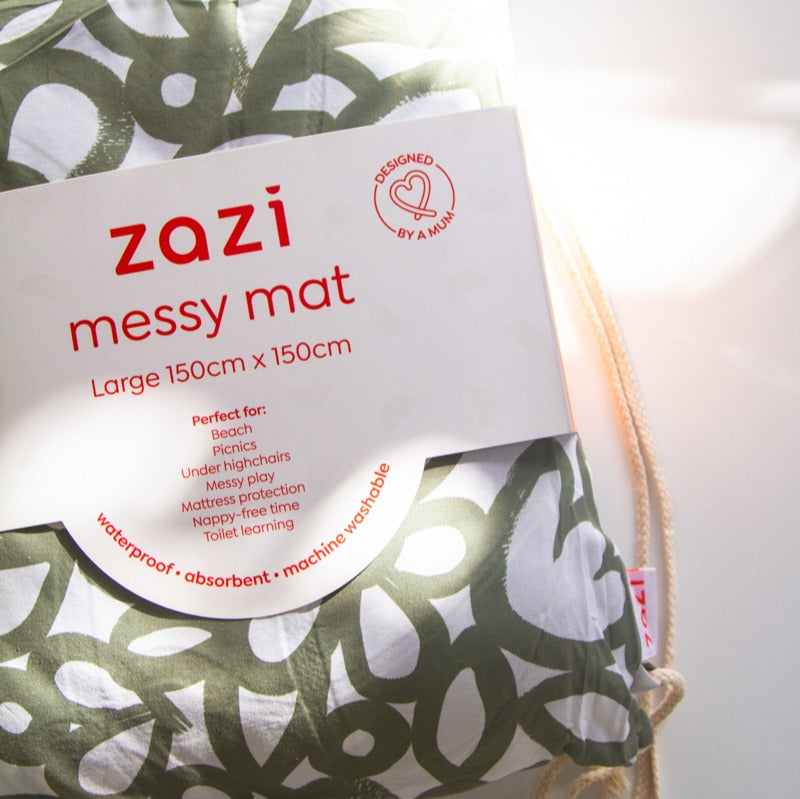 DESIGNED
BY A MUM
zazi
messy mat
Large 150cm x 150cm
Perfect for:
Beach
Picnics
Under highchairs
Messy play
Mattress protection
Nappy-free time
Toilet learning
waterproof • absorbent • machine washable
zazi